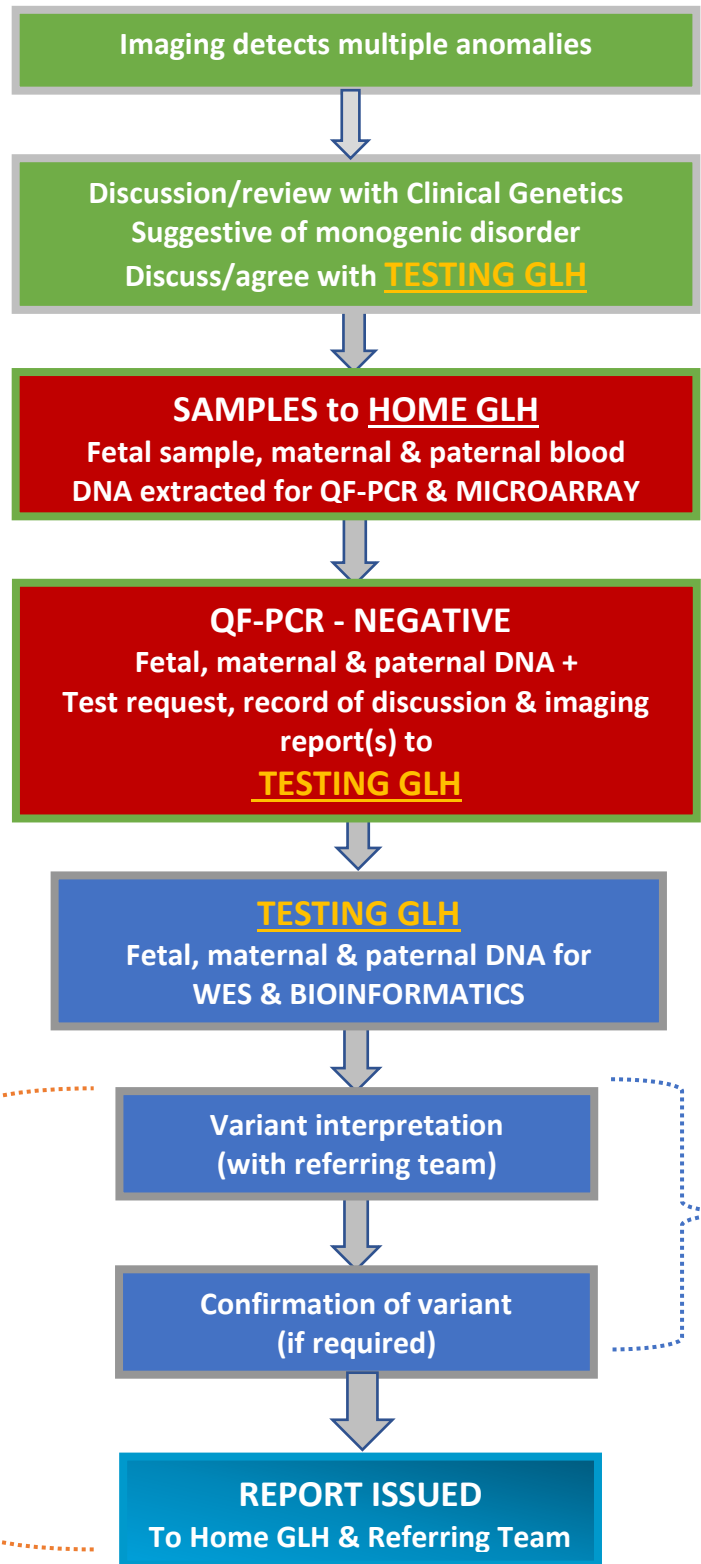 Imaging detects multiple anomalies
Discussion/review with Clinical Genetics
Suggestive of monogenic disorder
Discuss/agree with TESTING GLH
SAMPLES to HOME GLH
Fetal sample, maternal & paternal blood
DNA extracted for QF-PCR & MICROARRAY
QF-PCR - NEGATIVE
Fetal, maternal & paternal DNA +
Test request, record of discussion & imaging
report(s) to
TESTING GLH
TESTING GLH
Fetal, maternal & paternal DNA for
WES & BIOINFORMATICS
Variant interpretation
(with referring team)
Confirmation of variant
(if required)
REPORT ISSUED
To Home GLH & Referring Team